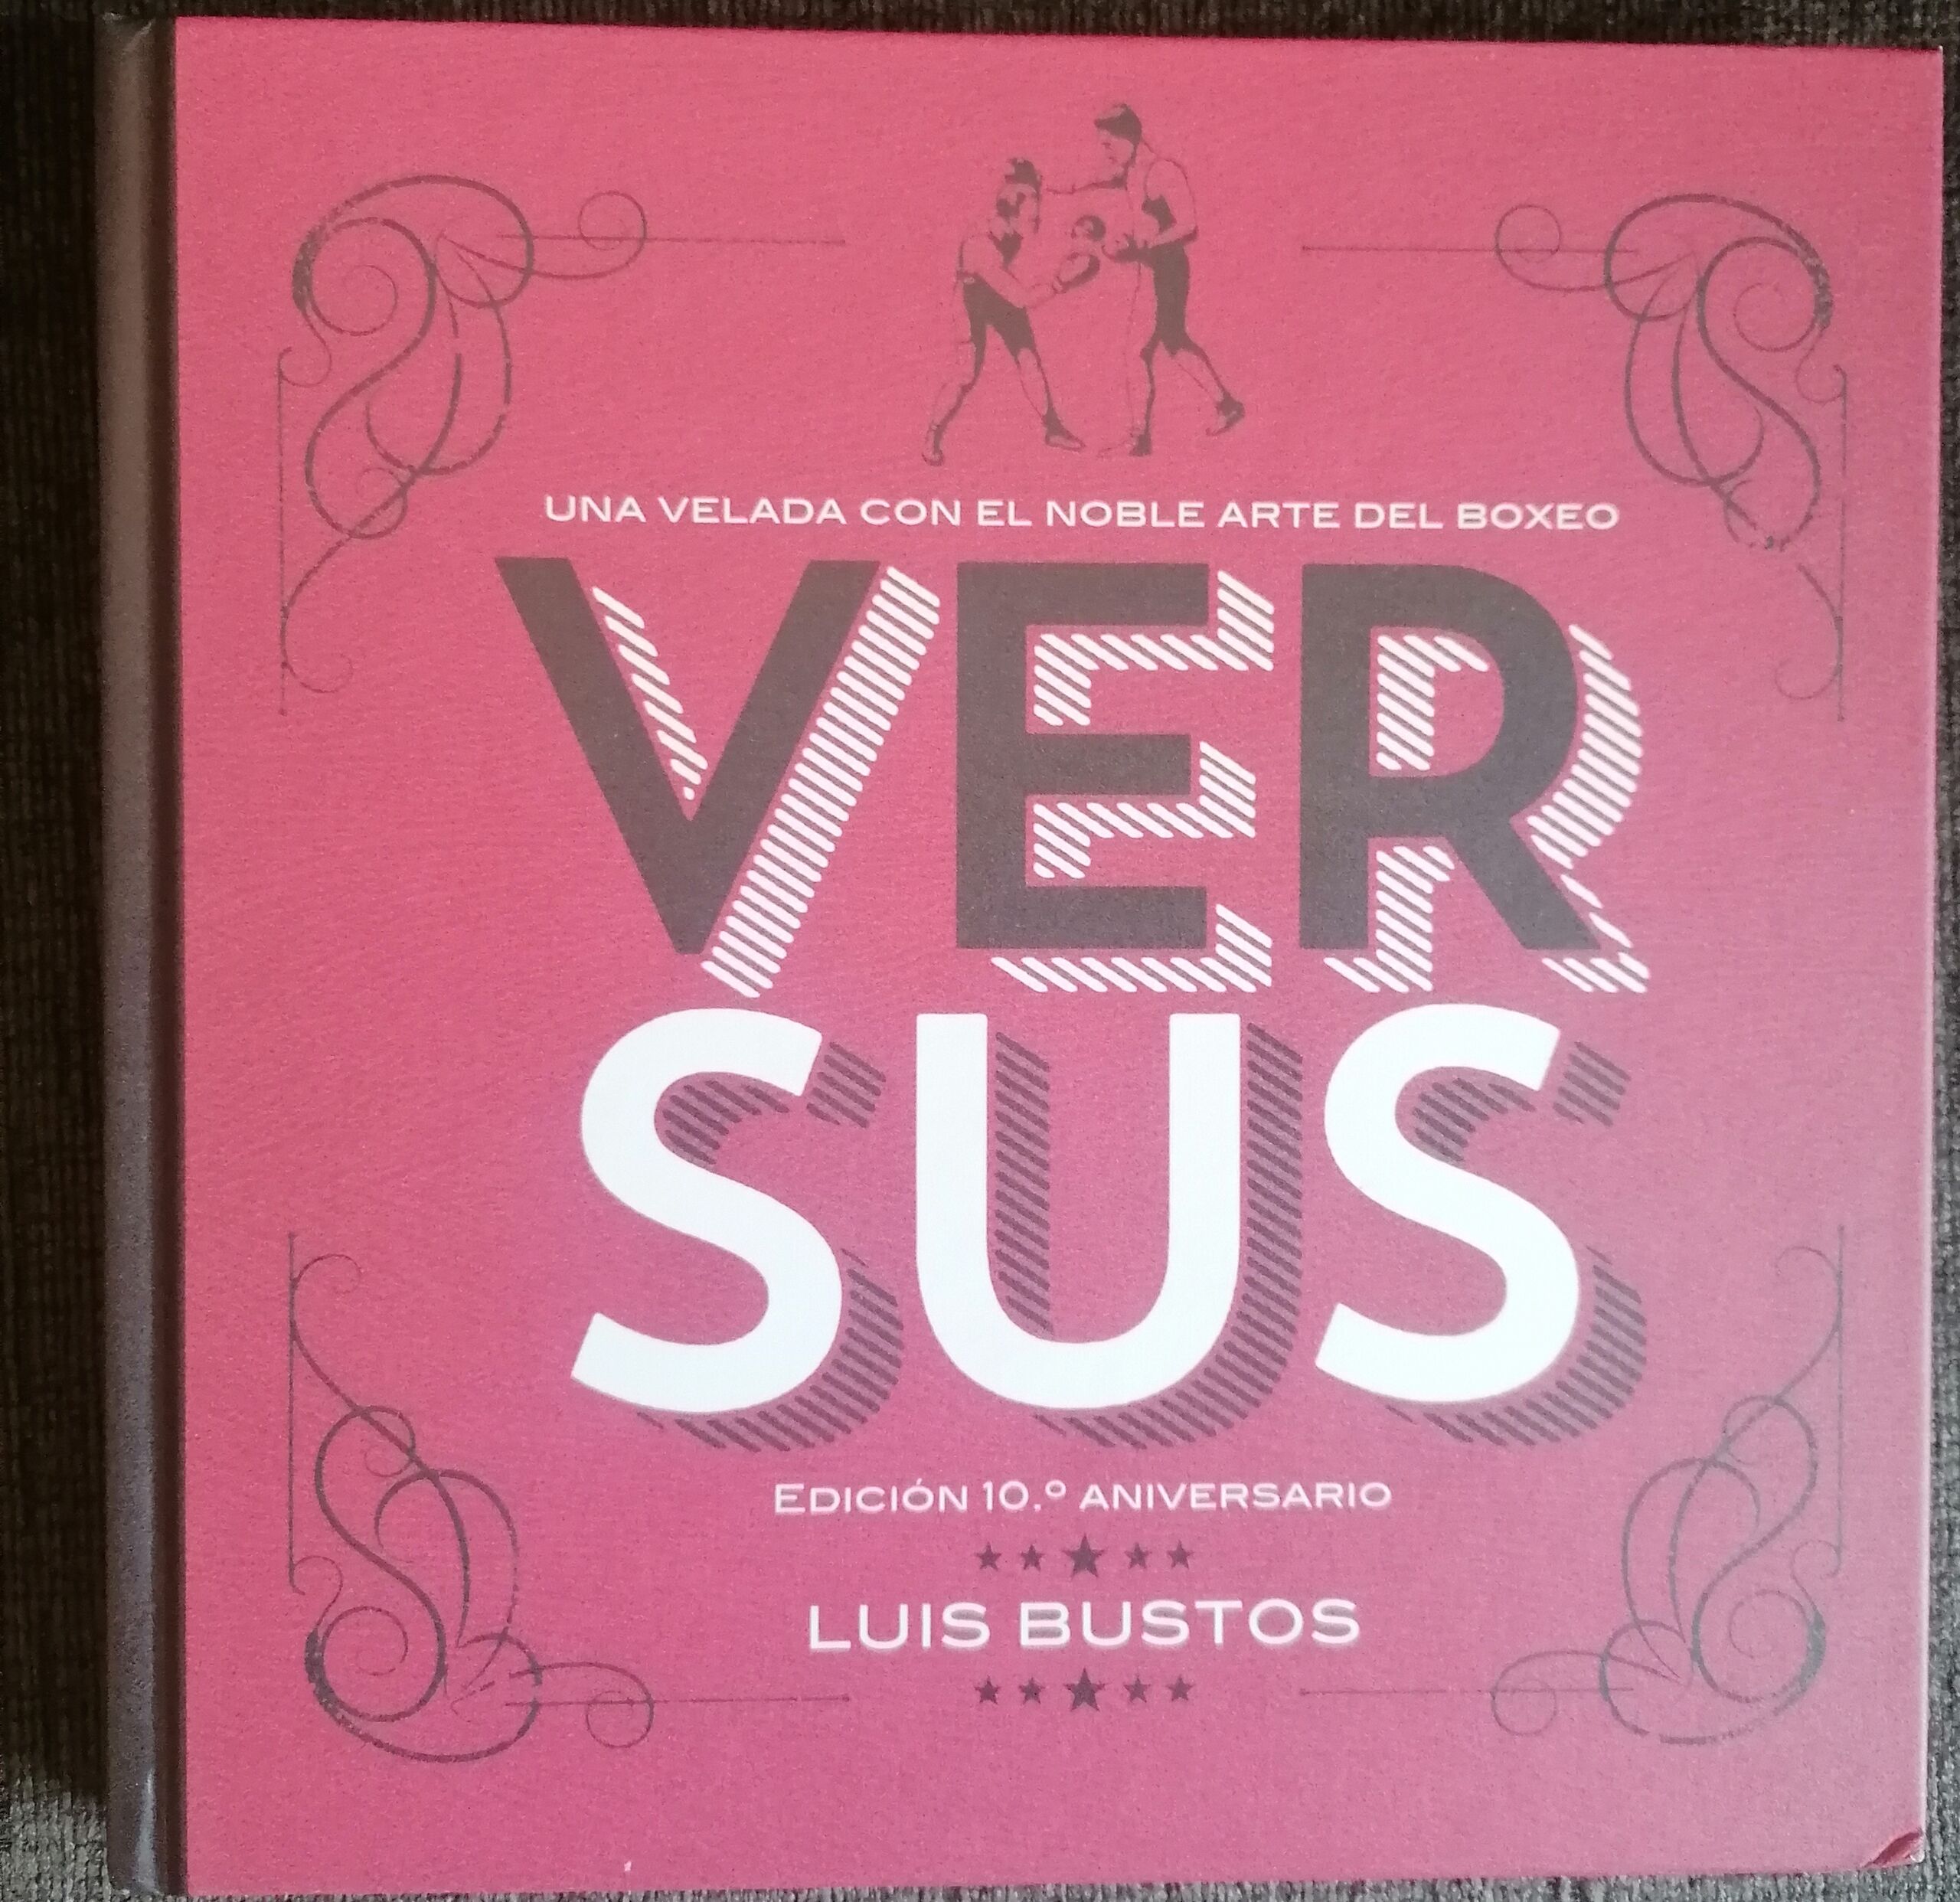 UNA VELADA CON EL NOBLE ARTE DEL BOXEO
VER
SUS
EDICIÓN 10.º ANIVERSARIO
LUIS BUSTOS